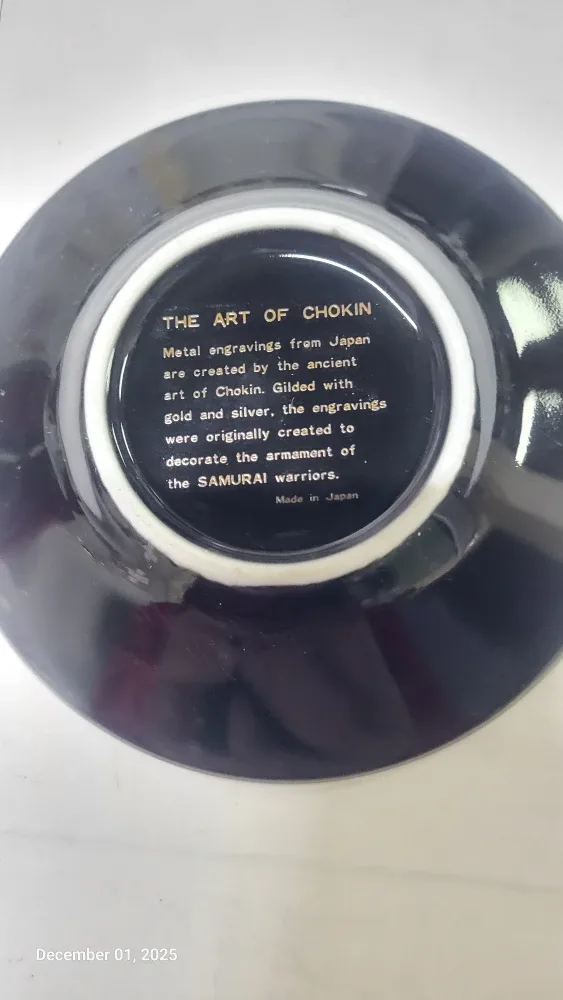 THE ART OF CHOKIN
Metal engravings from Japan
are created by the ancient
art of Chokin. Gilded with
gold and silver, the engravings
were originally created to
decorate the armament of
the SAMURAI warriors.
Made in Japan
December 01, 2025